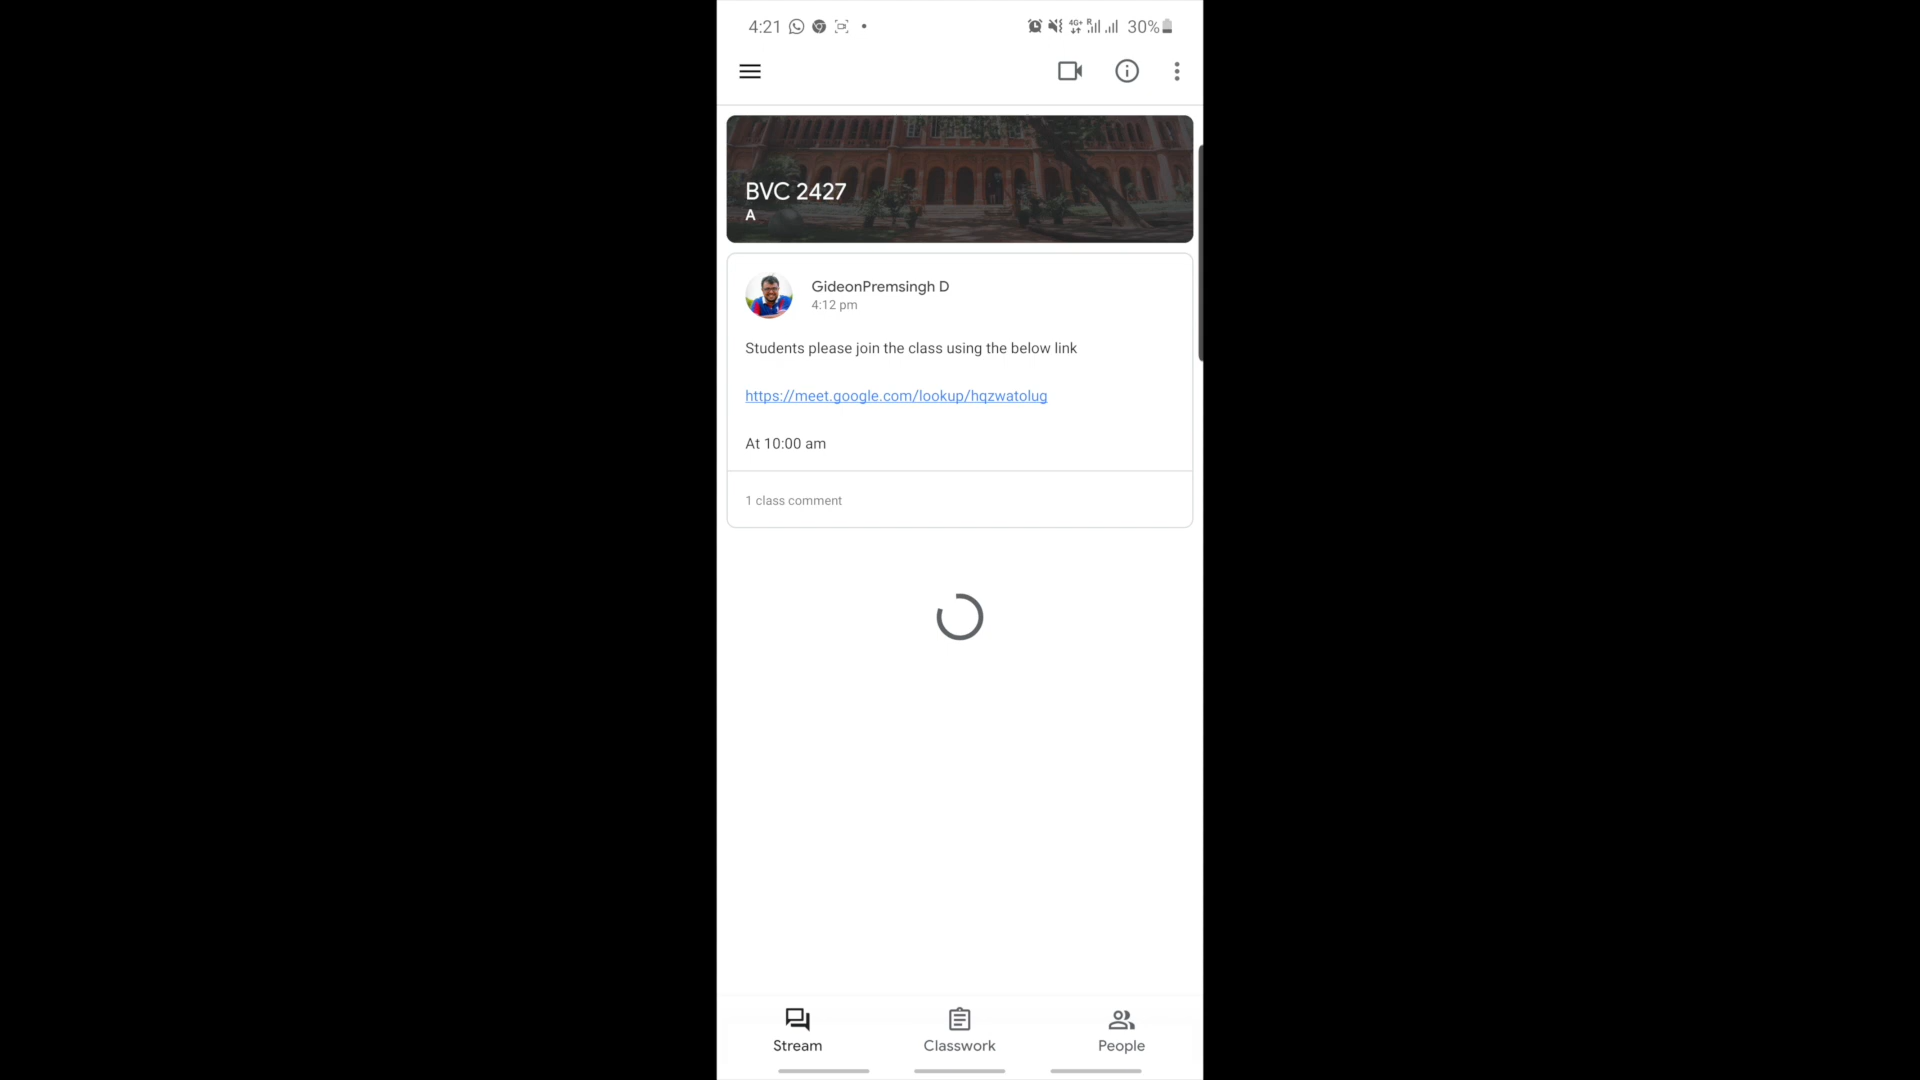 4:21
4G+ R 30%
BVC 2427
A
GideonPremsingh D
4:12 pm
Students please join the class using the below link
https://meet.google.com/lookup/hqzwatolug
At 10:00 am
1 class comment
Stream Classwork People